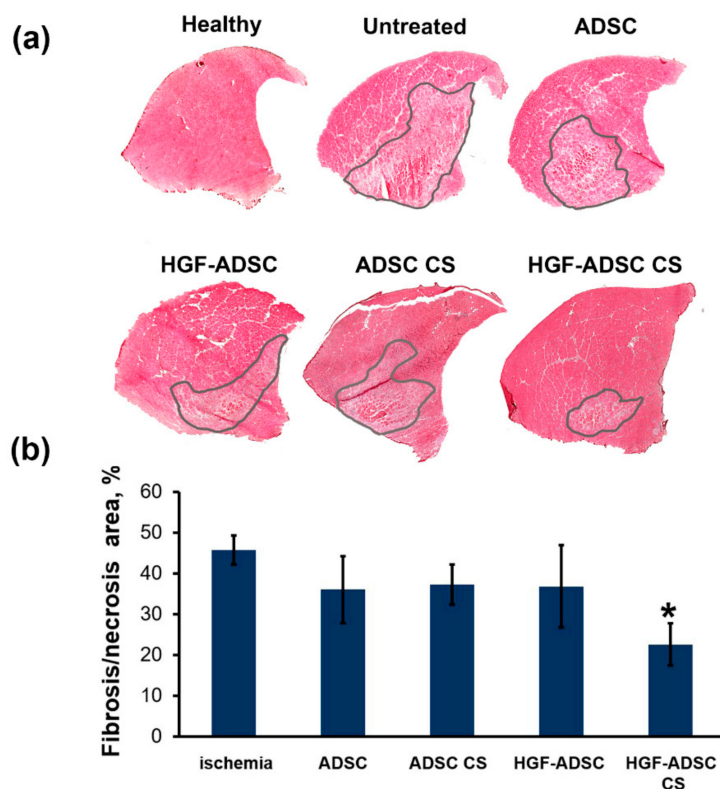 (a)
Healthy
Untreated
ADSC
HGF-ADSC
ADSC CS
HGF-ADSC CS
(b)
Fibrosis/necrosis area, %
60
50
40
30
20
10
0
*
ischemia
ADSC
ADSC CS
HGF-ADSC
HGF-ADSC
CS